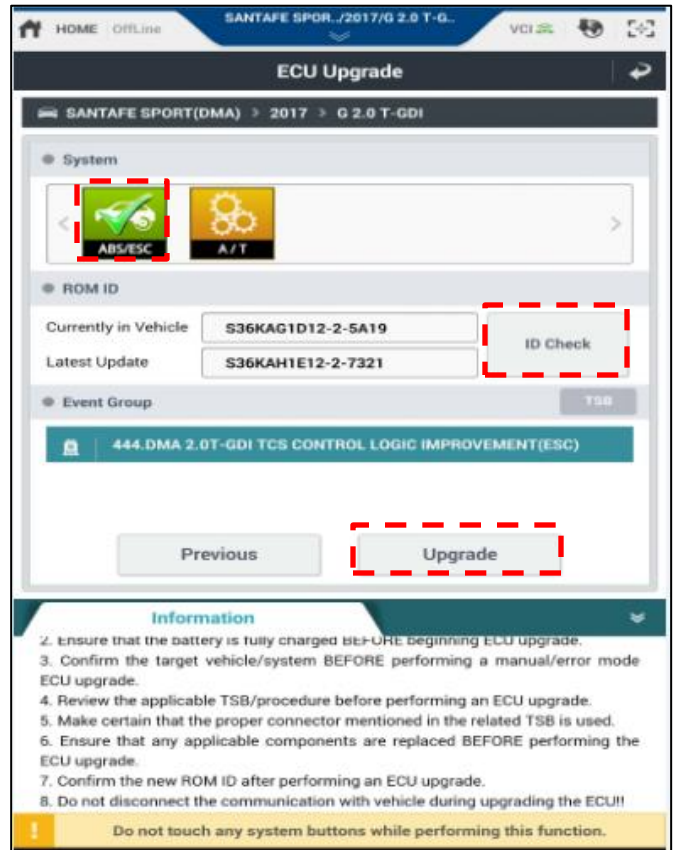 SANTAFE SPOR../2017/G 2.0 T-G..
HOME OffLine VCI
ECU Upgrade
SANTAFE SPORT(DMA) > 2017 > G 2.0 T-GDI
System
< ABS/ESC A/T >
ROM ID
Currently in Vehicle S36KAG1D12-2-5A19
ID Check
Latest Update S36KAH1E12-2-7321
Event Group TSB
444.DMA 2.0T-GDI TCS CONTROL LOGIC IMPROVEMENT(ESC)
Previous Upgrade
Information
2. Ensure that the battery is fully charged BEFORE beginning ECU upgrade.
3. Confirm the target vehicle/system BEFORE performing a manual/error mode
ECU upgrade.
4. Review the applicable TSB/procedure before performing an ECU upgrade.
5. Make certain that the proper connector mentioned in the related TSB is used.
6. Ensure that any applicable components are replaced BEFORE performing the
ECU upgrade.
7. Confirm the new ROM ID after performing an ECU upgrade.
8. Do not disconnect the communication with vehicle during upgrading the ECU!!
! Do not touch any system buttons while performing this function.